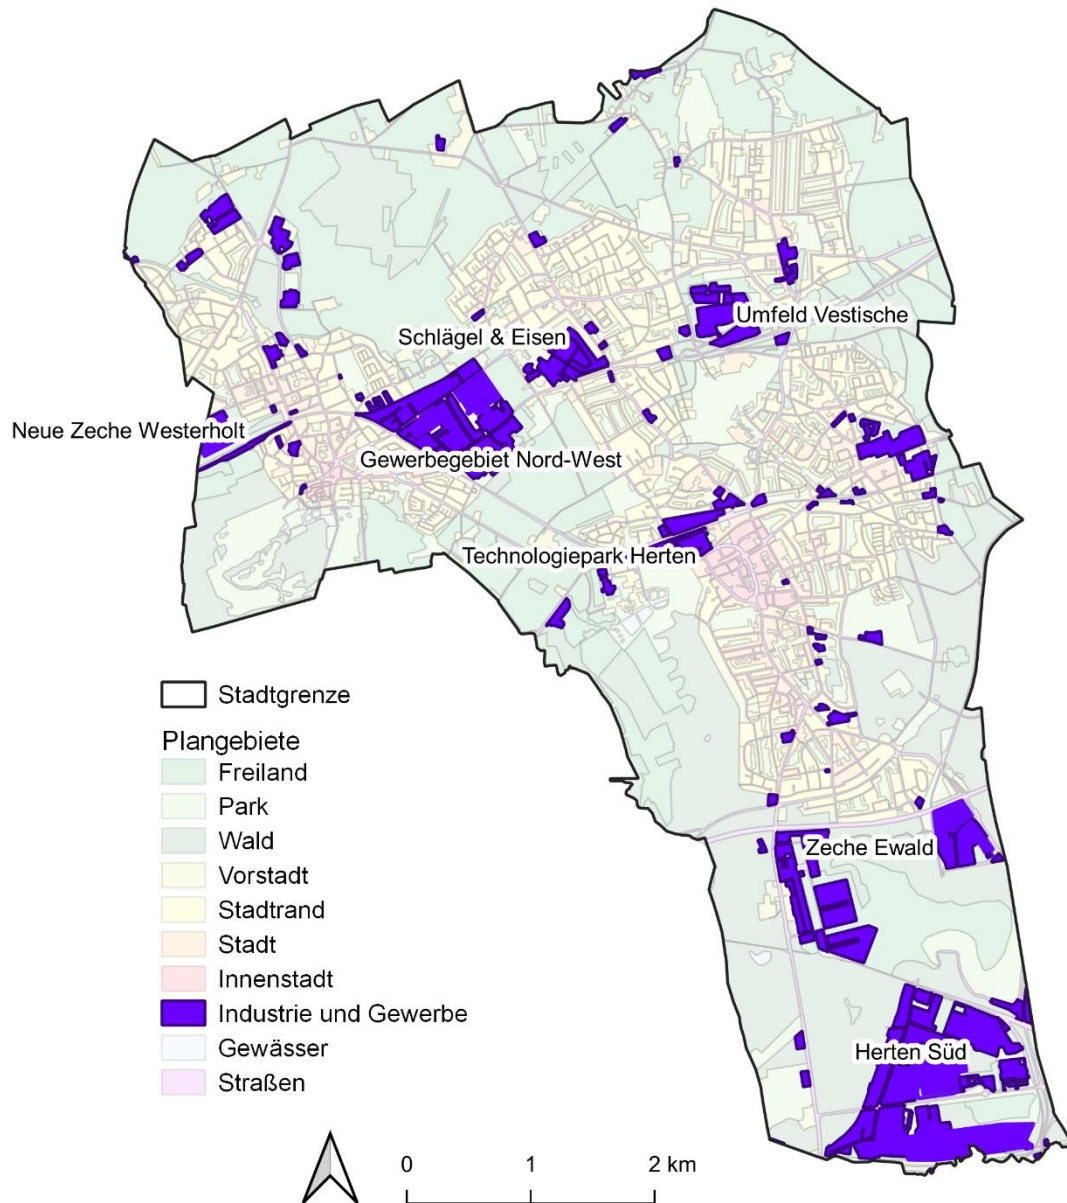 Umfeld Vestische
Schlägel & Eisen
Neue Zeche Westerholt
Gewerbegebiet Nord-West
Technologiepark Herten
Stadtgrenze
Plangebiete
Freiland
Park
Wald
Vorstadt
Stadtrand
Stadt
Innenstadt
Industrie und Gewerbe
Gewässer
Straßen
Zeche Ewald
Herten Süd
0 1 2 km